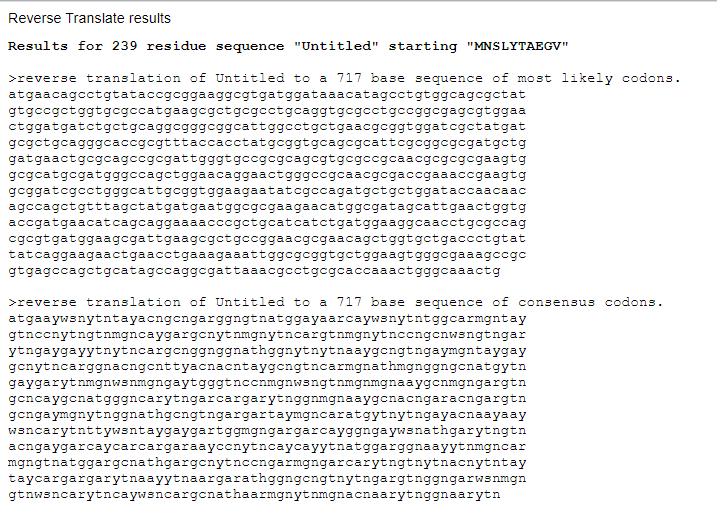 Reverse Translate results
Results for 239 residue sequence "Untitled" starting "MNSLYTAEGV"
>reverse translation of Untitled to a 717 base sequence of most likely codons.
atgaacagcctgtataccgcggaaggcgtgatggataaacatagcctgtggcagcgctat
gtgccgctggtgcgccatgaagcgctgcgcctgcaggtgcgcctgccggcgagcgtggaa
ctggatgatctgctgcaggcgggcggcattggcctgctgaacgcggtggatcgctatgat
gcgctgcagggcaccgcgtttaccacctatgcggtgcagcgcattcgcggcgcgatgctg
gatgaactgcgcagccgcgattgggtgccgcgcagcgtgcgccgcaacgcgcgcgaagtg
gcgcatgcgatgggccagctggaacaggaactgggccgcaacgcgaccgaaaccgaagtg
gcggatcgcctgggcattgcggtggaagaatatcgccagatgctgctggataccaacaac
agccagctgtttagctatgatgaatggcgcgaagaacatggcgatagcattgaactggtg
accgatgaacatcagcaggaaaacccgctgcatcatctgatggaaggcaacctgcgccag
cgcgtgatggaagcgattgaagcgctgccggaacgcgaacagctggtgctgaccctgtat
tatcaggaagaactgaacctgaaagaaattggcgcggtgctggaagtgggcgaaagccgc
gtgagccagctgcatagccaggcgattaaacgcctgcgcaccaaactgggcaaactg
>reverse translation of Untitled to a 717 base sequence of consensus codons.
atgaaywsnytntayacngcngarggngtnatggayaarcaywsnytntggcarmgntay
gtnccnytngtnmgncaygargcnytnmgnytncargtnmgnytnccngcnwsngtngar
ytngaygayytnytncargcnggnggnathggnytnytnaaygcngtngaymgntaygay
gcnytncarggnacngcnttyacnacntaygcngtncarmgnathmgnggngcnatgytn
gaygarytnmgnwsnmgngaytgggtnccnmgnwsngtnmgnmgnaaygcnmgngargtn
gcncaygcnatgggncarytngarcargarytnggnmgnaaygcnacngaracngargtn
gcngaymgnytnggnathgcngtngargartaymgncaratgytnytngayacnaayaay
wsncarytnttywsntaygaygartggmgngargarcayggngaywsnathgarytngtn
acngaygarcaycarcargaraayccnytncaycayytnatggarggnaayytnmgncar
mgngtnatggargcnathgargcnytnccngarmgngarcarytngtnytnacnytntay
taycargargarytnaayytnaargarathggngcngtnytngargtnggngarwsnmgn
gtnwsncarytncaywsncargcnathaarmgnytnmgnacnaarytnggnaarytn